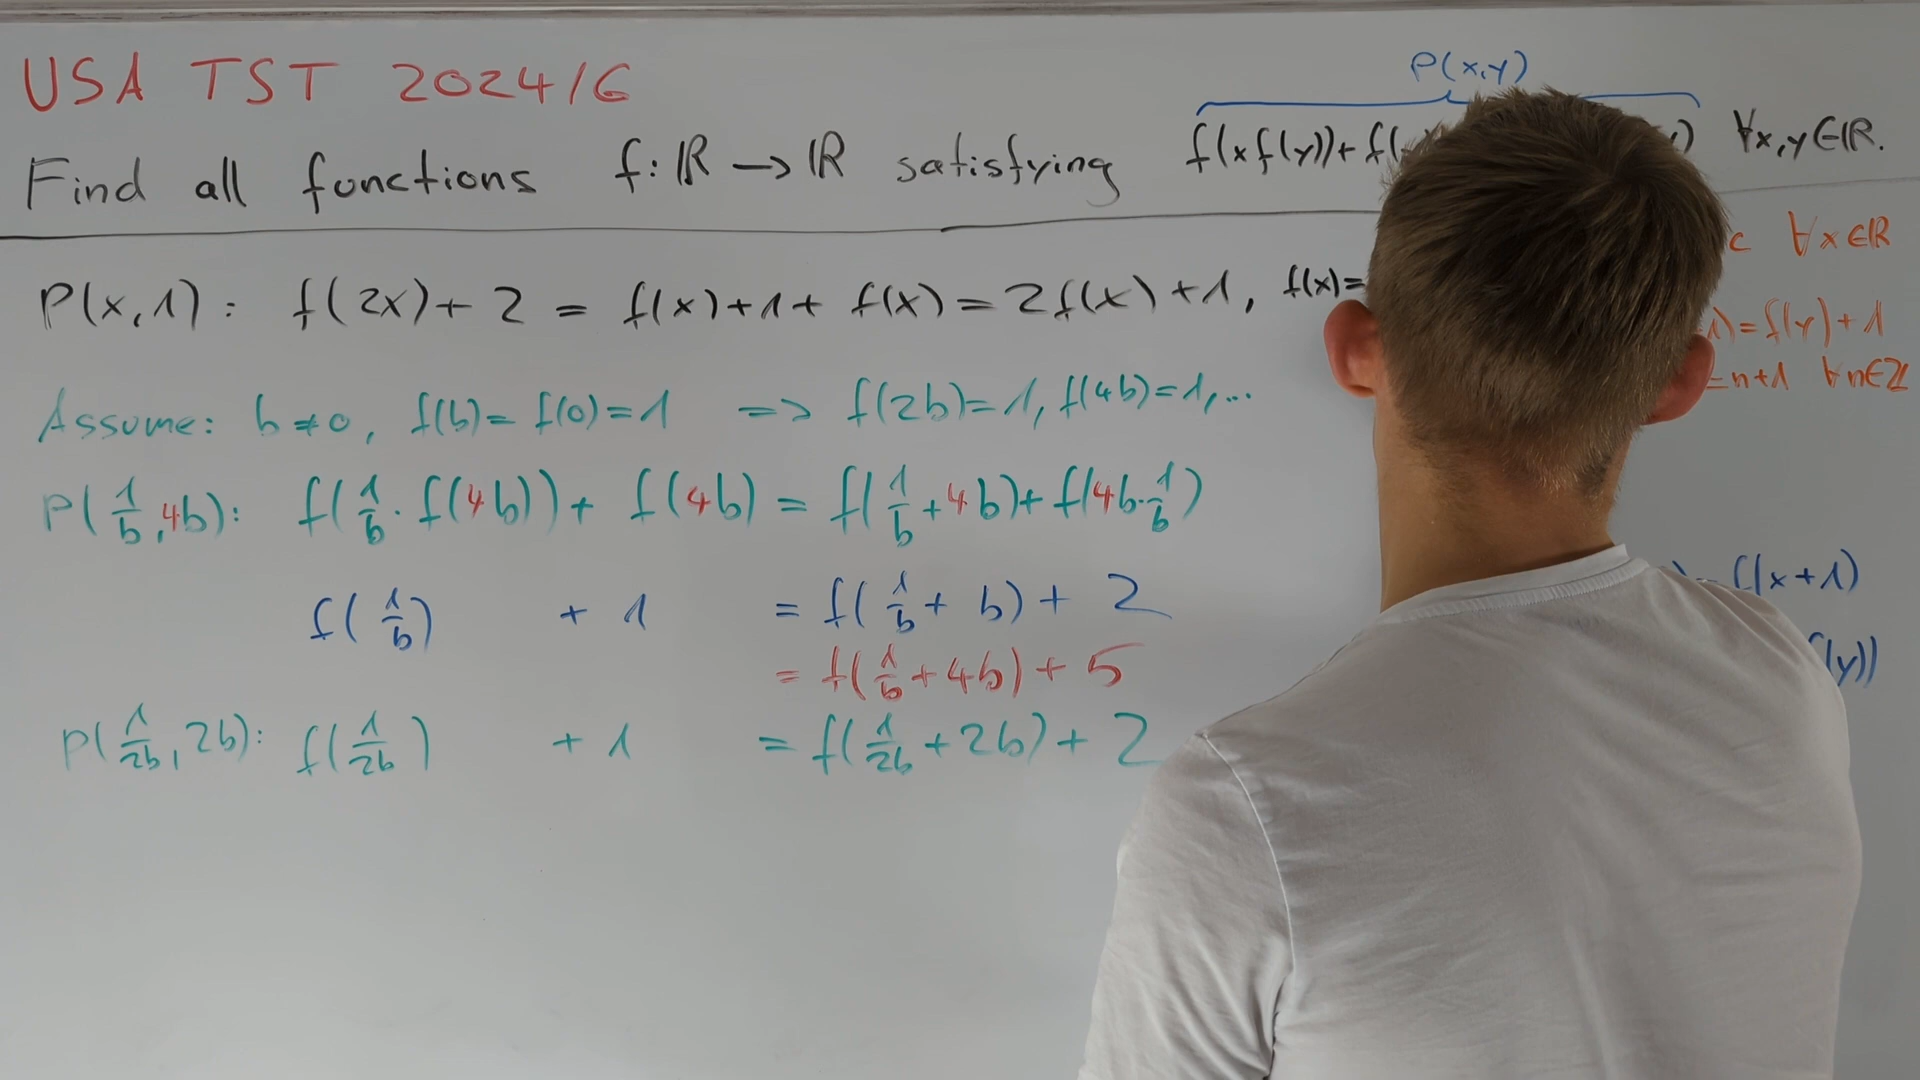 USA TST 2024/6
P(x,y)
Find all functions f: ℝ → ℝ satisfying f(xf(y))+f( ) ∀x,y∈ℝ.
c ∀x∈ℝ
P(x,1): f(2x)+2 = f(x)+1+f(x)=2f(x)+1, f(x)=
)=f(y)+1
=n+1 ∀n∈ℤ
Assume: b≠0, f(b)=f(0)=1 => f(2b)=1, f(4b)=1,...
P(1/b,4b): f(1/b·f(4b))+f(4b)=f(1/b+4b)+f(4b·1/b)
f(1/b) + 1 = f(1/b+b)+2
f(x+1)
= f(1/b+4b)+5
(y))
P(1/2b,2b): f(1/2b) + 1 = f(1/2b+2b)+2